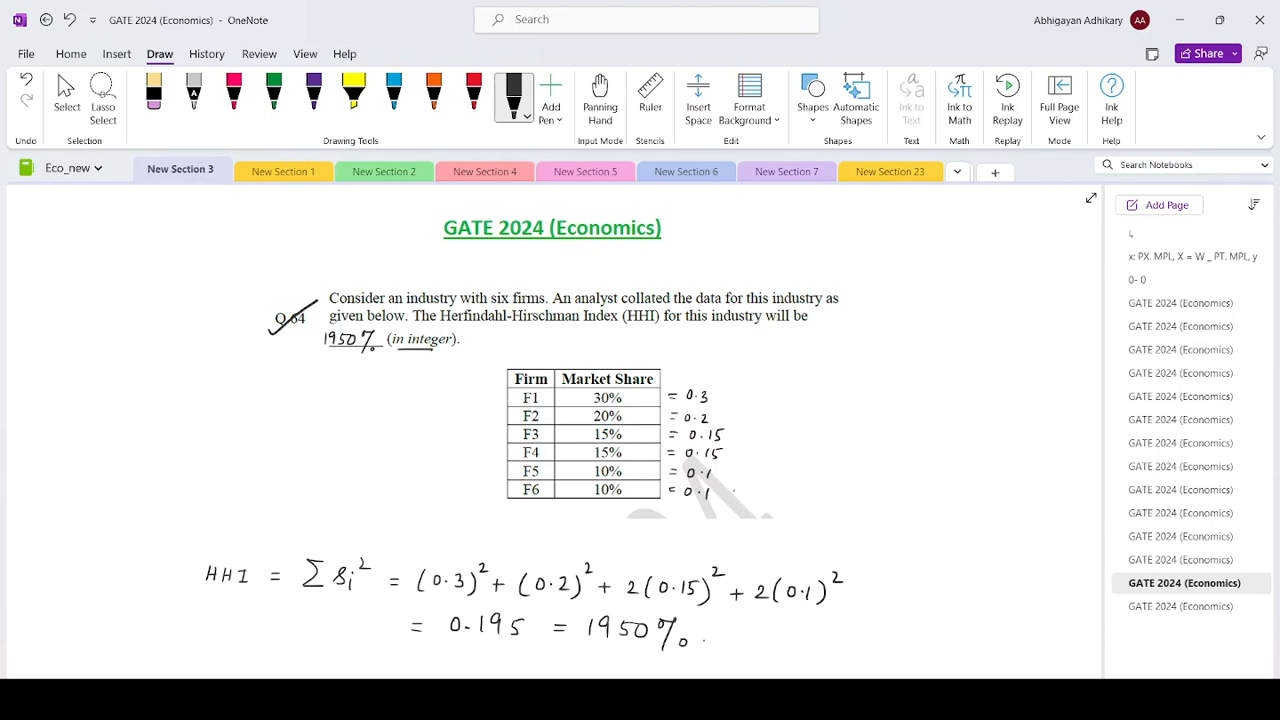 GATE 2024 (Economics) - OneNote
Search
Abhigayan Adhikary AA
File Home Insert Draw History Review View Help
Share
Select Lasso Select Add Pen Panning Hand Ruler Insert Space Format Background Shapes Automatic Shapes Ink to Text Ink to Math Ink Replay Full Page View Ink Help
Undo Selection Drawing Tools Input Mode Stencils Edit Shapes Text Math Replay Mode Help
Eco_new New Section 3 New Section 1 New Section 2 New Section 4 New Section 5 New Section 6 New Section 7 New Section 23 Search Notebooks
Add Page
GATE 2024 (Economics)
Q.64 Consider an industry with six firms. An analyst collated the data for this industry as
given below. The Herfindahl-Hirschman Index (HHI) for this industry will be
1950% (in integer).
Firm Market Share
F1 30% = 0.3
F2 20% = 0.2
F3 15% = 0.15
F4 15% = 0.15
F5 10% = 0.1
F6 10% = 0.1
HHI = ∑ Si² = (0.3)² + (0.2)² + 2(0.15)² + 2(0.1)²
= 0.195 = 1950%.
x: PX. MPL, X = W _ PT. MPL, y
0- 0
GATE 2024 (Economics)
GATE 2024 (Economics)
GATE 2024 (Economics)
GATE 2024 (Economics)
GATE 2024 (Economics)
GATE 2024 (Economics)
GATE 2024 (Economics)
GATE 2024 (Economics)
GATE 2024 (Economics)
GATE 2024 (Economics)
GATE 2024 (Economics)
GATE 2024 (Economics)
GATE 2024 (Economics)
GATE 2024 (Economics)